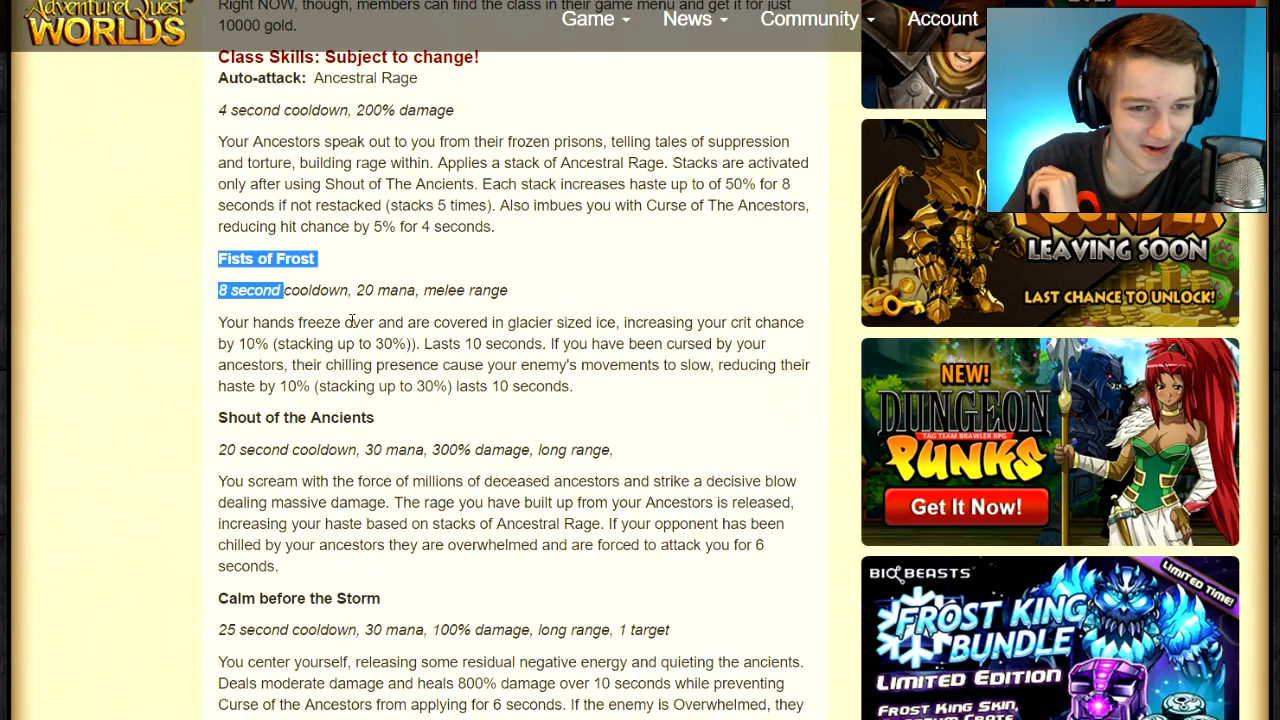 AdventureQuest
WORLDS
Game
News
Community
Account
Right NOW, though, members can find the class in their game menu and get it for just
10000 gold.
Class Skills: Subject to change!
Auto-attack: Ancestral Rage
4 second cooldown, 200% damage
Your Ancestors speak out to you from their frozen prisons, telling tales of suppression
and torture, building rage within. Applies a stack of Ancestral Rage. Stacks are activated
only after using Shout of The Ancients. Each stack increases haste up to of 50% for 8
seconds if not restacked (stacks 5 times). Also imbues you with Curse of The Ancestors,
reducing hit chance by 5% for 4 seconds.
Fists of Frost
8 second cooldown, 20 mana, melee range
Your hands freeze over and are covered in glacier sized ice, increasing your crit chance
by 10% (stacking up to 30%)). Lasts 10 seconds. If you have been cursed by your
ancestors, their chilling presence cause your enemy's movements to slow, reducing their
haste by 10% (stacking up to 30%) lasts 10 seconds.
Shout of the Ancients
20 second cooldown, 30 mana, 300% damage, long range,
You scream with the force of millions of deceased ancestors and strike a decisive blow
dealing massive damage. The rage you have built up from your Ancestors is released,
increasing your haste based on stacks of Ancestral Rage. If your opponent has been
chilled by your ancestors they are overwhelmed and are forced to attack you for 6
seconds.
Calm before the Storm
25 second cooldown, 30 mana, 100% damage, long range, 1 target
You center yourself, releasing some residual negative energy and quieting the ancients.
Deals moderate damage and heals 800% damage over 10 seconds while preventing
Curse of the Ancestors from applying for 6 seconds. If the enemy is Overwhelmed, they
LEAVING SOON
LAST CHANCE TO UNLOCK!
NEW!
DUNGEON
TAG TEAM BRAWLER RPG
PUNKS
Get It Now!
BIOBEASTS
LIMITED TIME!
FROST KING
BUNDLE
LIMITED EDITION
FROST KING SKIN,